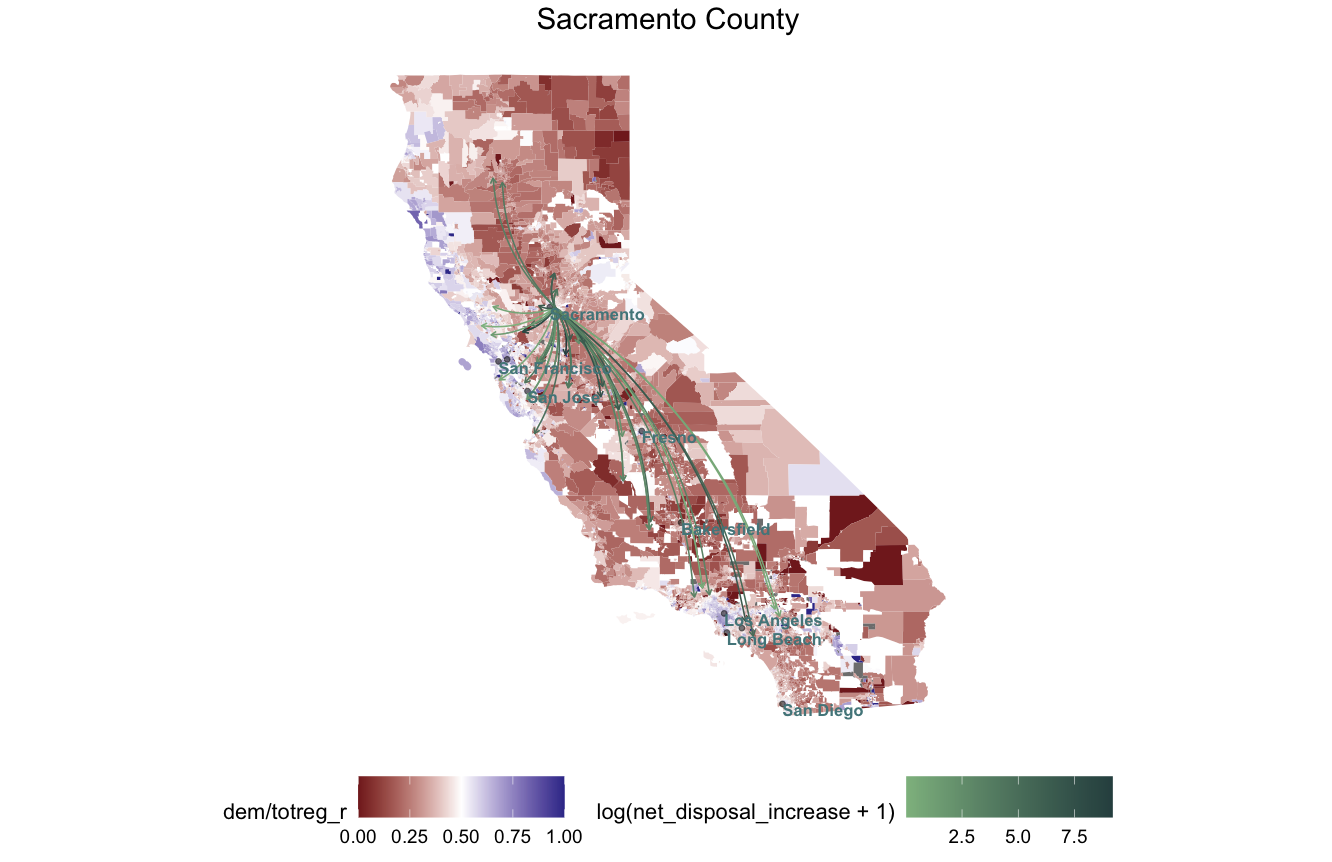 Sacramento County
Sacramento
San Francisco
San Jose
Fresno
Bakersfield
Los Angeles
Long Beach
San Diego
dem/totreg_r
0.00 0.25 0.50 0.75 1.00
log(net_disposal_increase + 1)
2.5 5.0 7.5